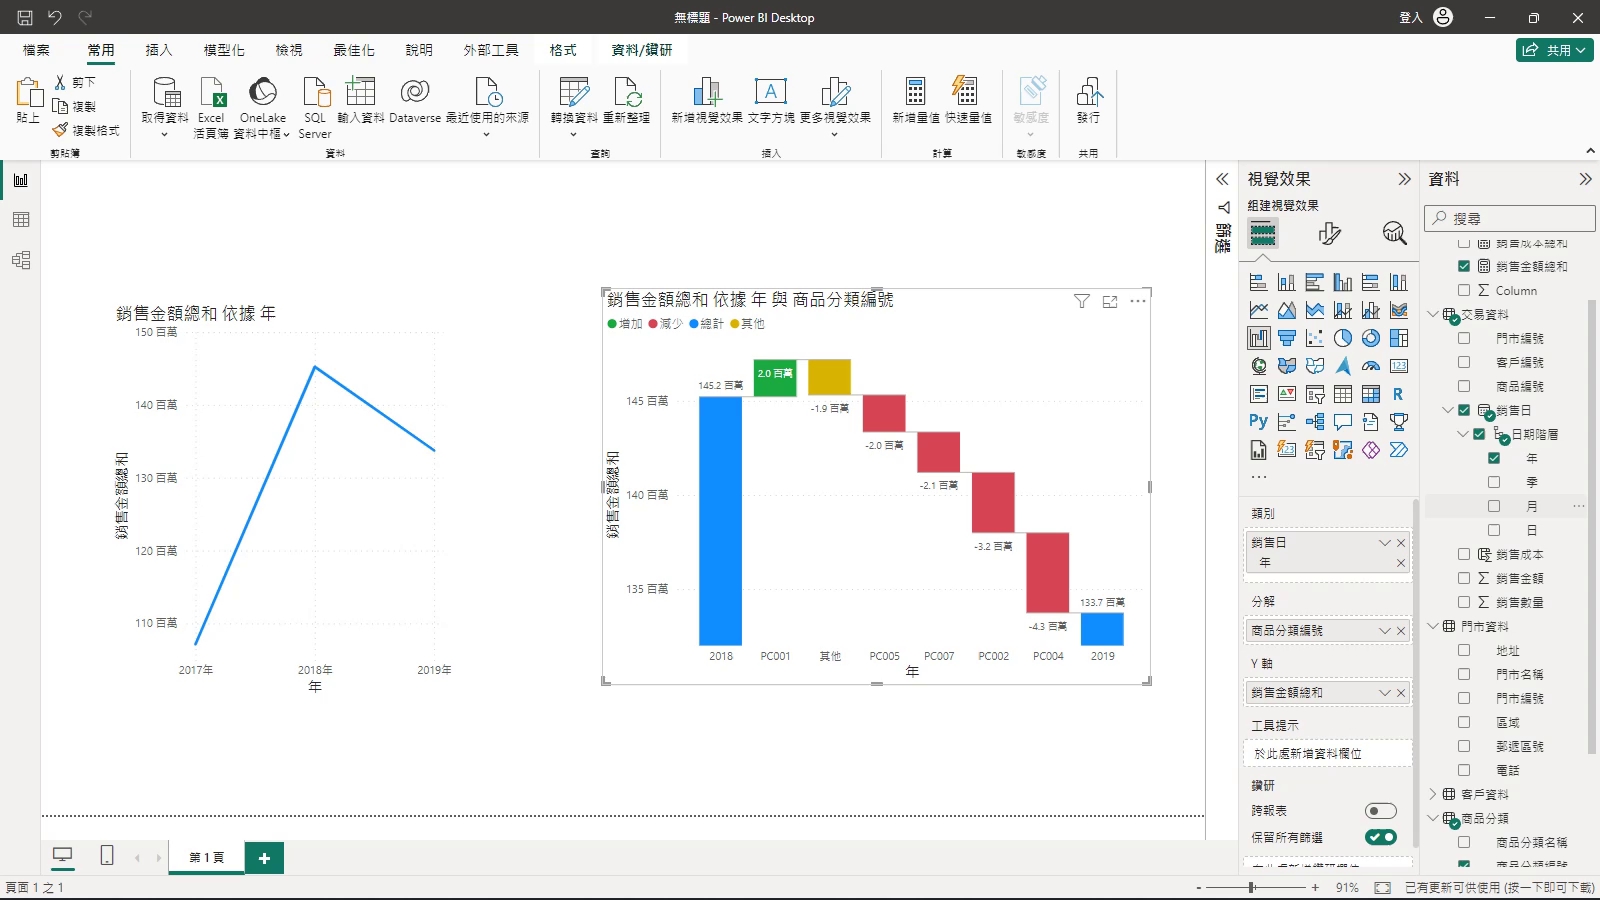 無標題 - Power BI Desktop
登入
檔案 常用 插入 模型化 檢視 最佳化 說明 外部工具 格式 資料/鑽研
共用
貼上
剪下
複製
複製格式
剪貼簿
取得資料
Excel 活頁簿
OneLake 資料中樞
SQL Server
輸入資料
Dataverse
最近使用的來源
資料
轉換資料
重新整理
查詢
新增視覺效果
文字方塊
更多視覺效果
插入
新增量值
快速量值
計算
敏感度
敏感度
發行
共用
銷售金額總和 依據 年
150 百萬
140 百萬
130 百萬
120 百萬
110 百萬
銷售金額總和
2017年 2018年 2019年
年
銷售金額總和 依據 年 與 商品分類編號
增加 減少 總計 其他
145 百萬
140 百萬
135 百萬
銷售金額總和
145.2 百萬
2.0 百萬
-1.9 百萬
-2.0 百萬
-2.1 百萬
-3.2 百萬
-4.3 百萬
133.7 百萬
2018 PC001 其他 PC005 PC007 PC002 PC004 2019
年
篩選
視覺效果
組建視覺效果
123
R
Py
123
類別
銷售日
年
分解
商品分類編號
Y 軸
銷售金額總和
工具提示
於此處新增資料欄位
鑽研
跨報表
保留所有篩選
資料
搜尋
銷售成本總和
銷售金額總和
Column
交易資料
門市編號
客戶編號
商品編號
銷售日
日期階層
年
季
月
日
銷售成本
銷售金額
銷售數量
門市資料
地址
門市名稱
門市編號
區域
郵遞區號
電話
客戶資料
商品分類
商品分類名稱
商品分類編號
第 1 頁
頁面 1 之 1
- + 91%
已有更新可供使用 (按一下即可下載)